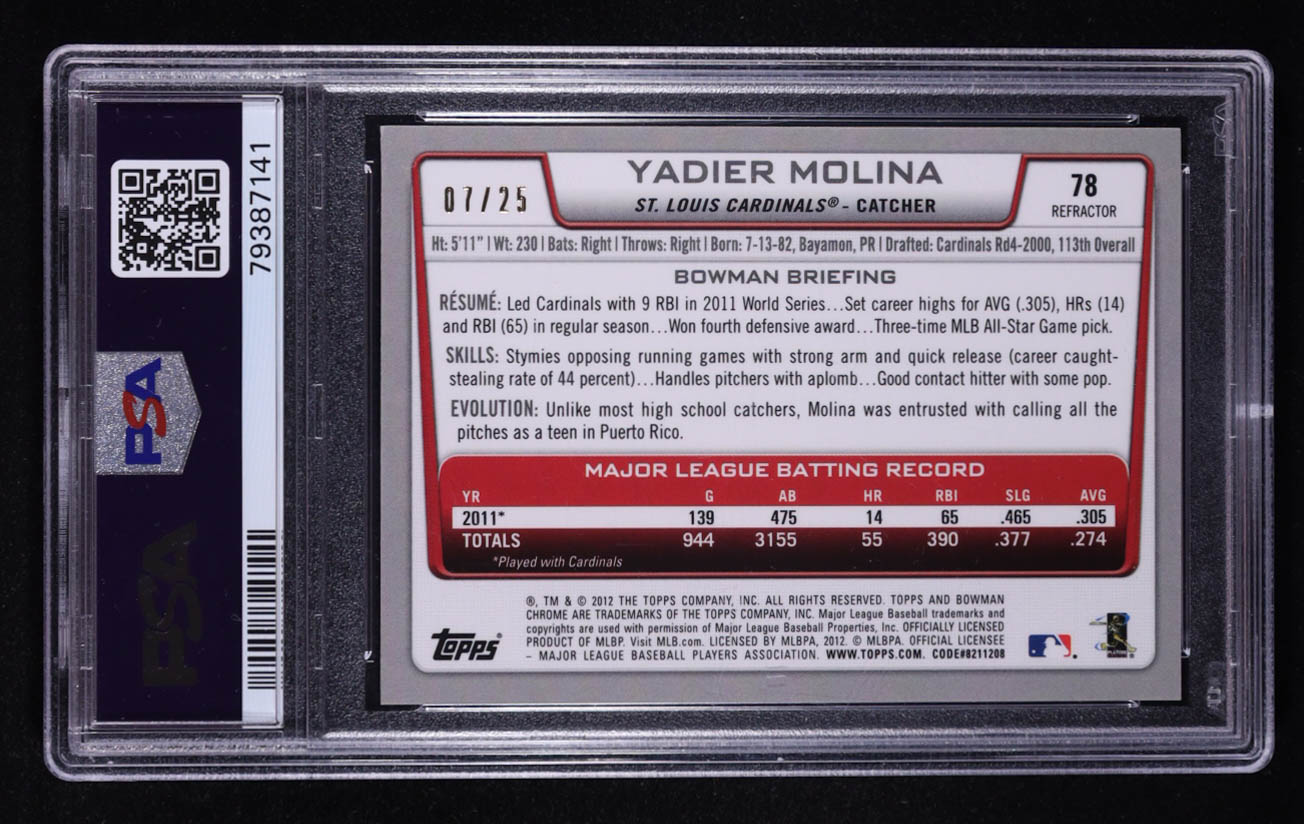 79387141
PSA
PSA
07/25
YADIER MOLINA
ST. LOUIS CARDINALS® - CATCHER
78
REFRACTOR
Ht: 5'11" | Wt: 230 | Bats: Right | Throws: Right | Born: 7-13-82, Bayamon, PR | Drafted: Cardinals Rd4-2000, 113th Overall
BOWMAN BRIEFING
RÉSUMÉ: Led Cardinals with 9 RBI in 2011 World Series...Set career highs for AVG (.305), HRs (14)
and RBI (65) in regular season...Won fourth defensive award...Three-time MLB All-Star Game pick.
SKILLS: Stymies opposing running games with strong arm and quick release (career caught-
stealing rate of 44 percent)...Handles pitchers with aplomb...Good contact hitter with some pop.
EVOLUTION: Unlike most high school catchers, Molina was entrusted with calling all the
pitches as a teen in Puerto Rico.
MAJOR LEAGUE BATTING RECORD
YR G AB HR RBI SLG AVG
2011* 139 475 14 65 .465 .305
TOTALS 944 3155 55 390 .377 .274
*Played with Cardinals
®, TM & © 2012 THE TOPPS COMPANY, INC. ALL RIGHTS RESERVED. TOPPS AND BOWMAN
CHROME ARE TRADEMARKS OF THE TOPPS COMPANY, INC. Major League Baseball trademarks and
copyrights are used with permission of Major League Baseball Properties, Inc. OFFICIALLY LICENSED
PRODUCT OF MLBP. Visit MLB.com. LICENSED BY MLBPA, 2012. © MLBPA. OFFICIAL LICENSEE
- MAJOR LEAGUE BASEBALL PLAYERS ASSOCIATION. WWW.TOPPS.COM. CODE#8211208
Topps®